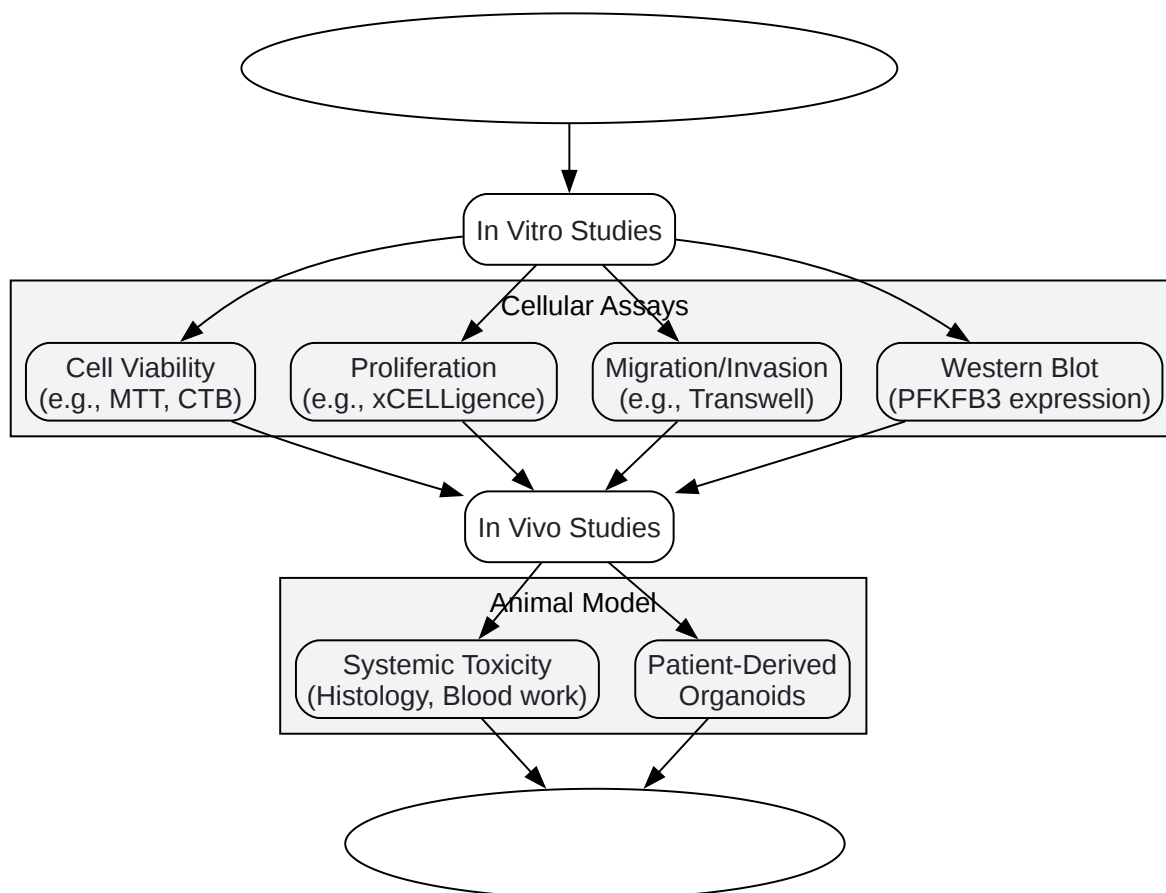 In Vitro Studies
Cellular Assays
Cell Viability
(e.g., MTT, CTB)
Proliferation
(e.g., xCELLigence)
Migration/Invasion
(e.g., Transwell)
Western Blot
(PFKFB3 expression)
In Vivo Studies
Animal Model
Systemic Toxicity
(Histology, Blood work)
Patient-Derived
Organoids